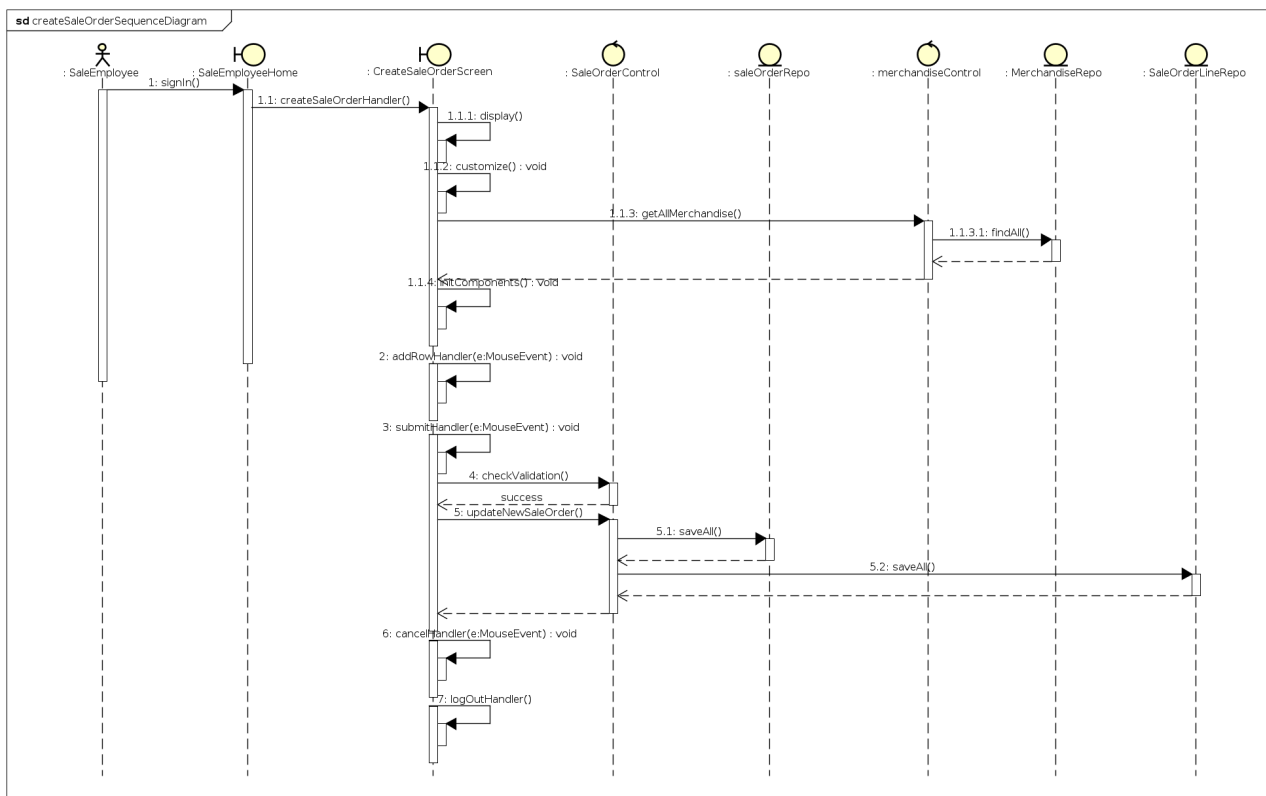 sd createSaleOrderSequenceDiagram
: SaleEmployee
: SaleEmployeeHome
: CreateSaleOrderScreen
: SaleOrderControl
: saleOrderRepo
: merchandiseControl
: MerchandiseRepo
: SaleOrderLineRepo
1: signIn()
1.1: createSaleOrderHandler()
1.1.1: display()
1.1.2: customize() : void
1.1.3: getAllMerchandise()
1.1.3.1: findAll()
1.1.4: initComponents() : void
2: addRowHandler(e:MouseEvent) : void
3: submitHandler(e:MouseEvent) : void
4: checkValidation()
success
5: updateNewSaleOrder()
5.1: saveAll()
5.2: saveAll()
6: cancelHandler(e:MouseEvent) : void
7: logOutHandler()